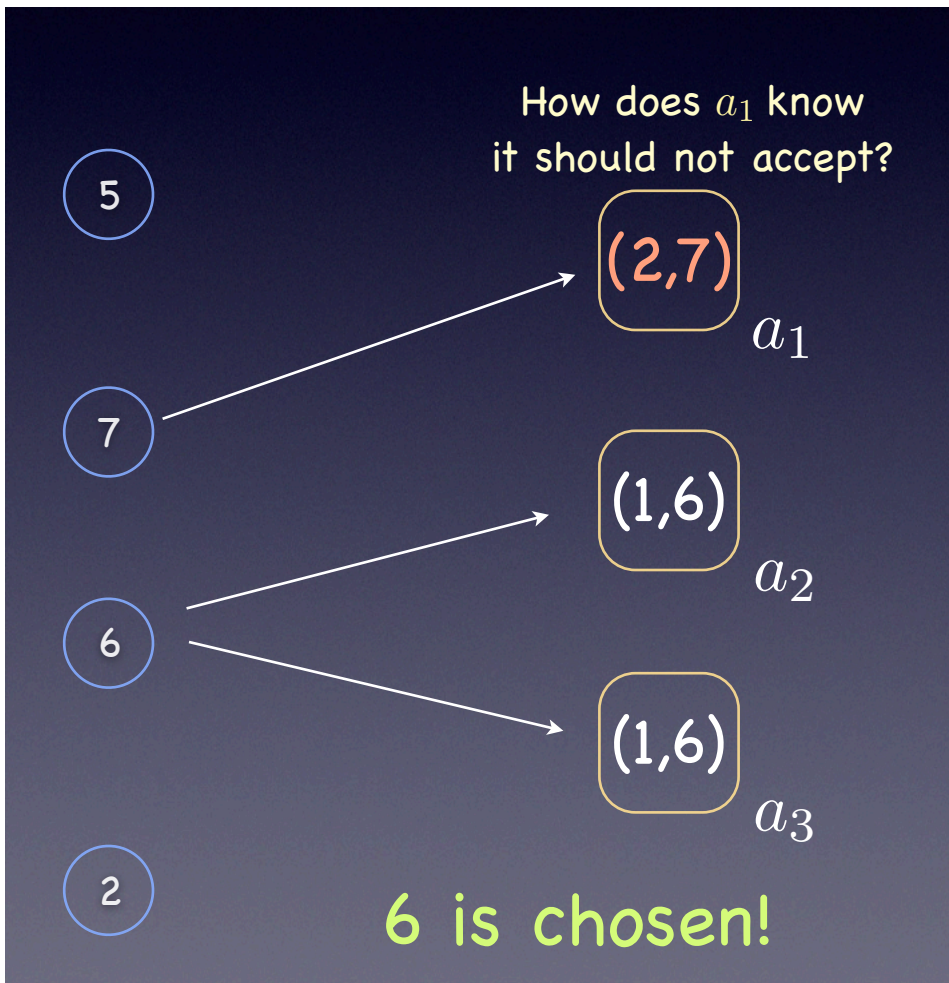 How does a₁ know
it should not accept?
5
(2,7)
a₁
7
(1,6)
a₂
6
(1,6)
a₃
2
6 is chosen!